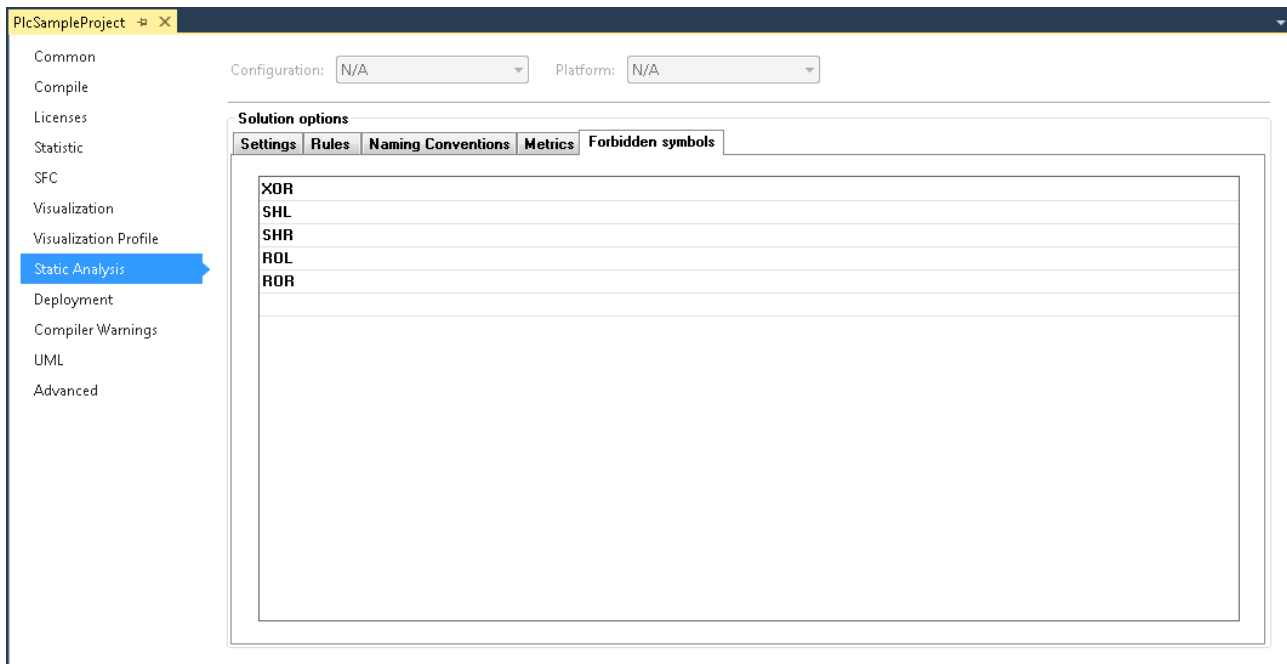 PlcSampleProject
Common
Compile
Licenses
Statistic
SFC
Visualization
Visualization Profile
Static Analysis
Deployment
Compiler Warnings
UML
Advanced
Configuration: N/A Platform: N/A
Solution options
Settings Rules Naming Conventions Metrics Forbidden symbols
XOR
SHL
SHR
ROL
ROR